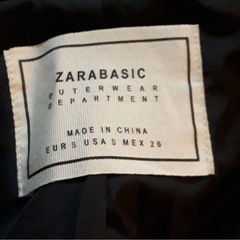 ZARABASIC
OUTERWEAR
DEPARTMENT
MADE IN CHINA
EUR S USA S MEX 26